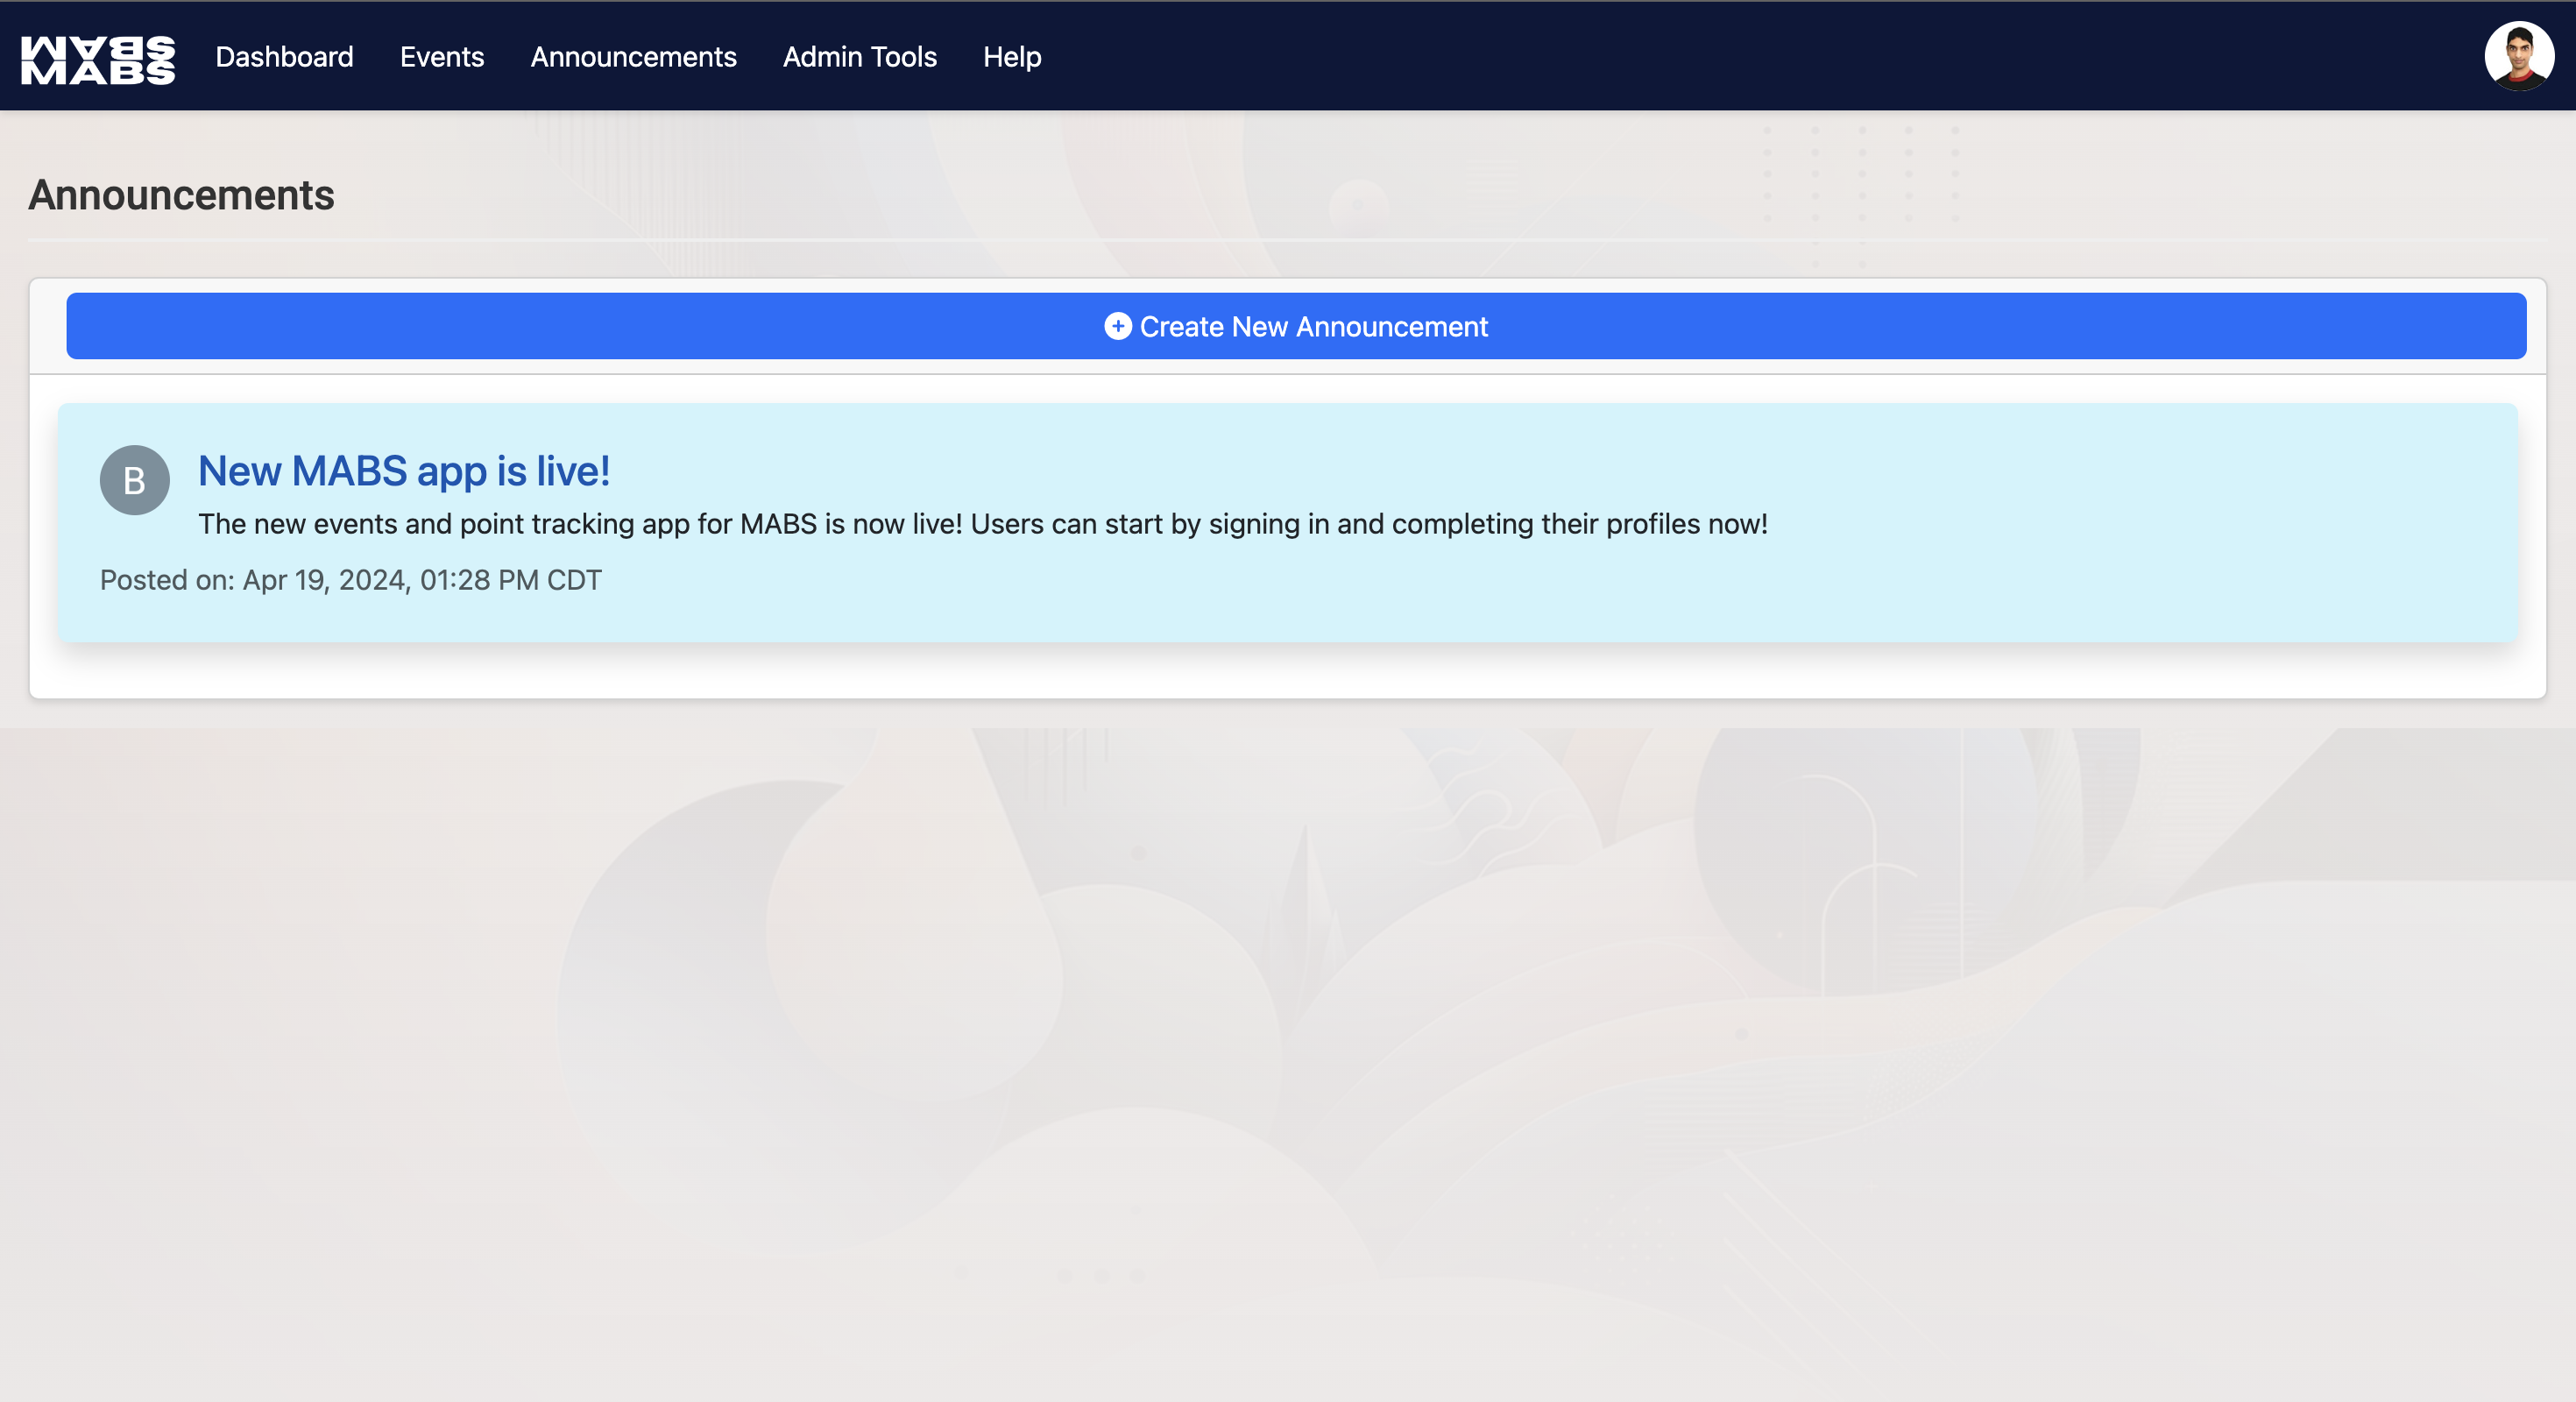 MABS
MABS
Dashboard
Events
Announcements
Admin Tools
Help
Announcements
Create New Announcement
B
New MABS app is live!
The new events and point tracking app for MABS is now live! Users can start by signing in and completing their profiles now!
Posted on: Apr 19, 2024, 01:28 PM CDT